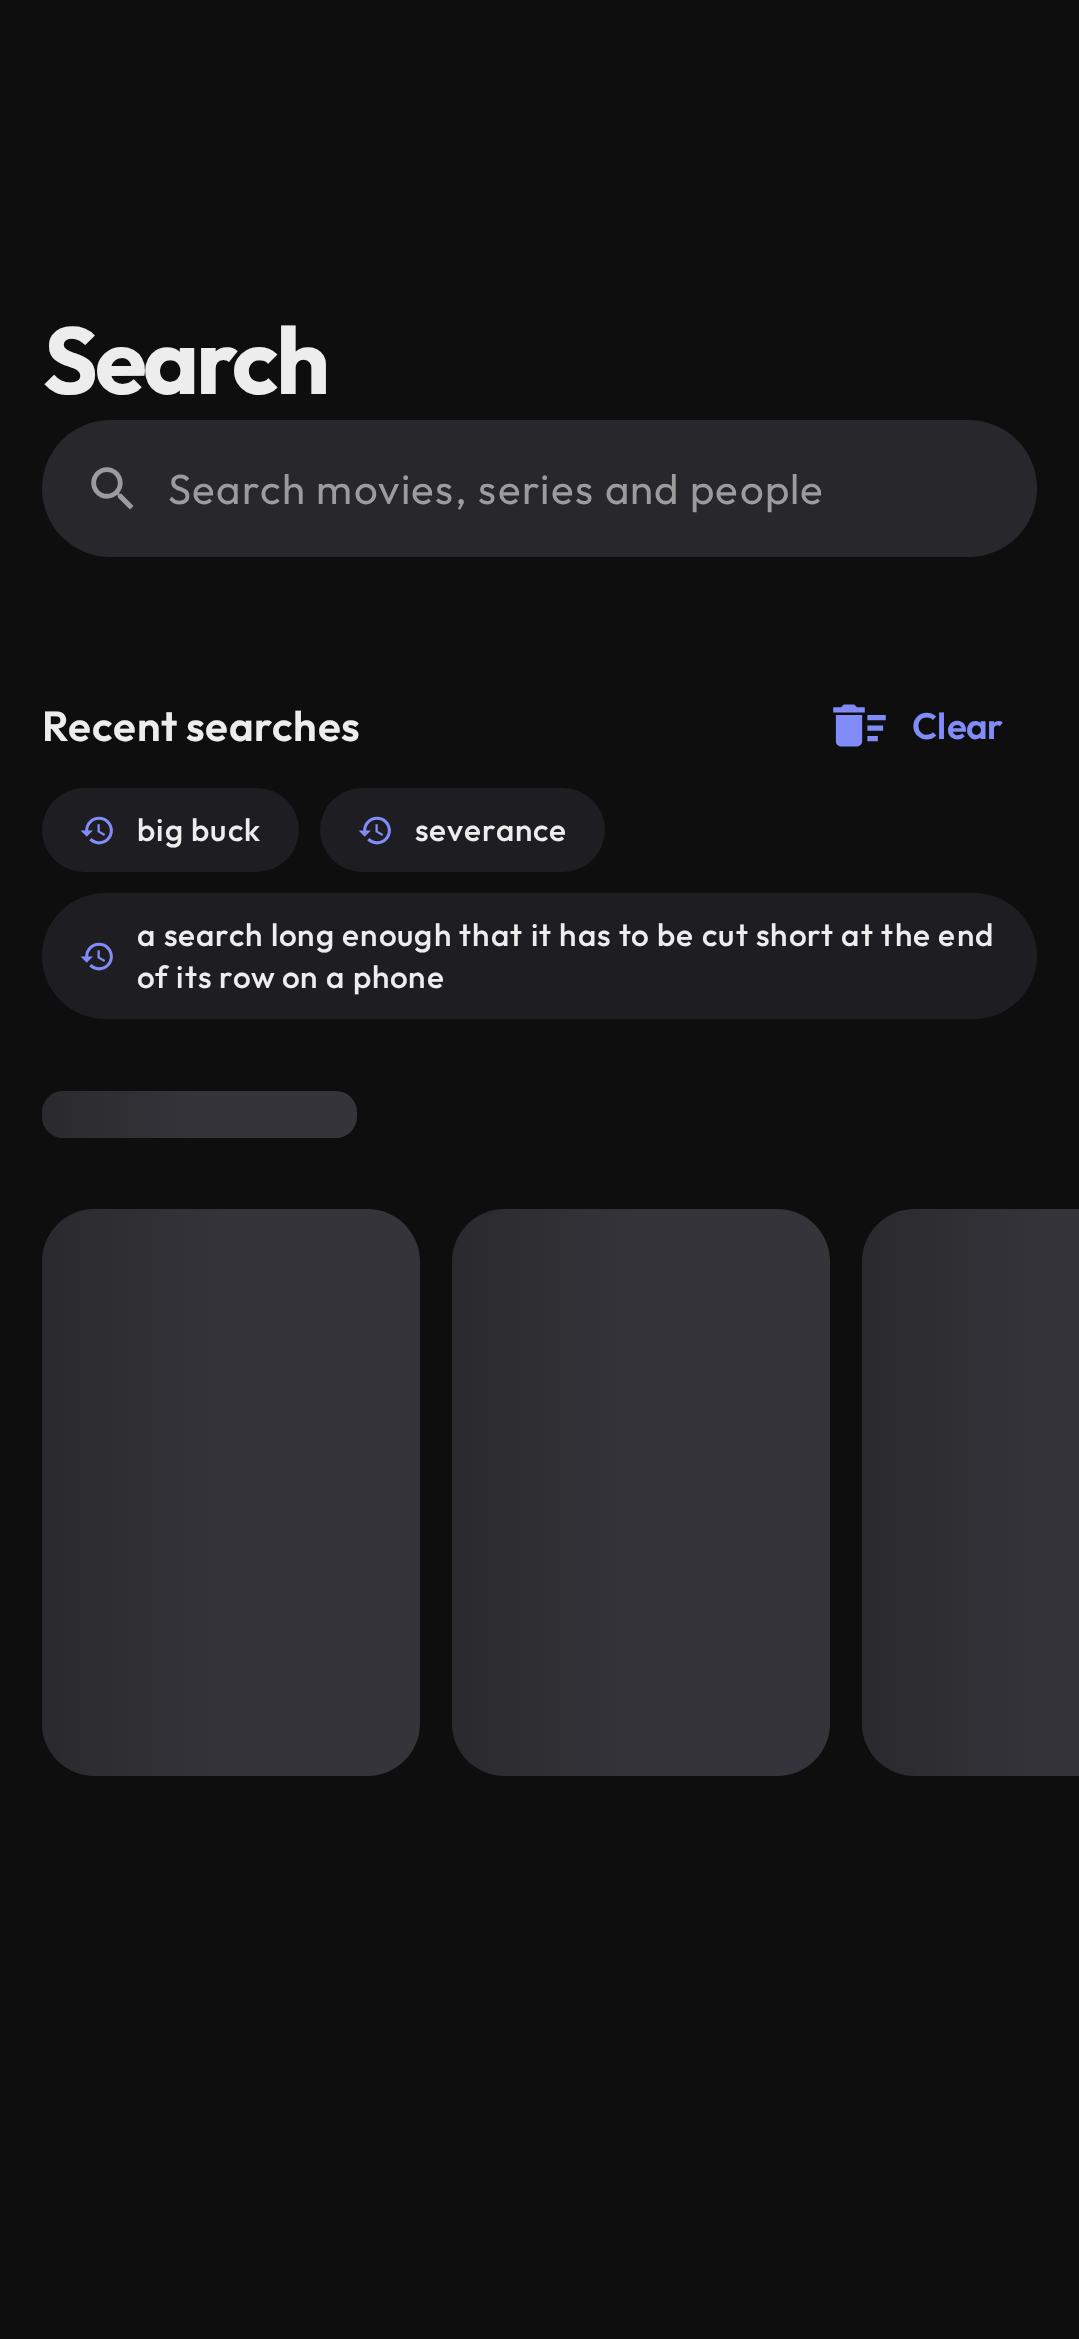 Search
Search movies, series and people
Recent searches
Clear
big buck
severance
a search long enough that it has to be cut short at the end
of its row on a phone